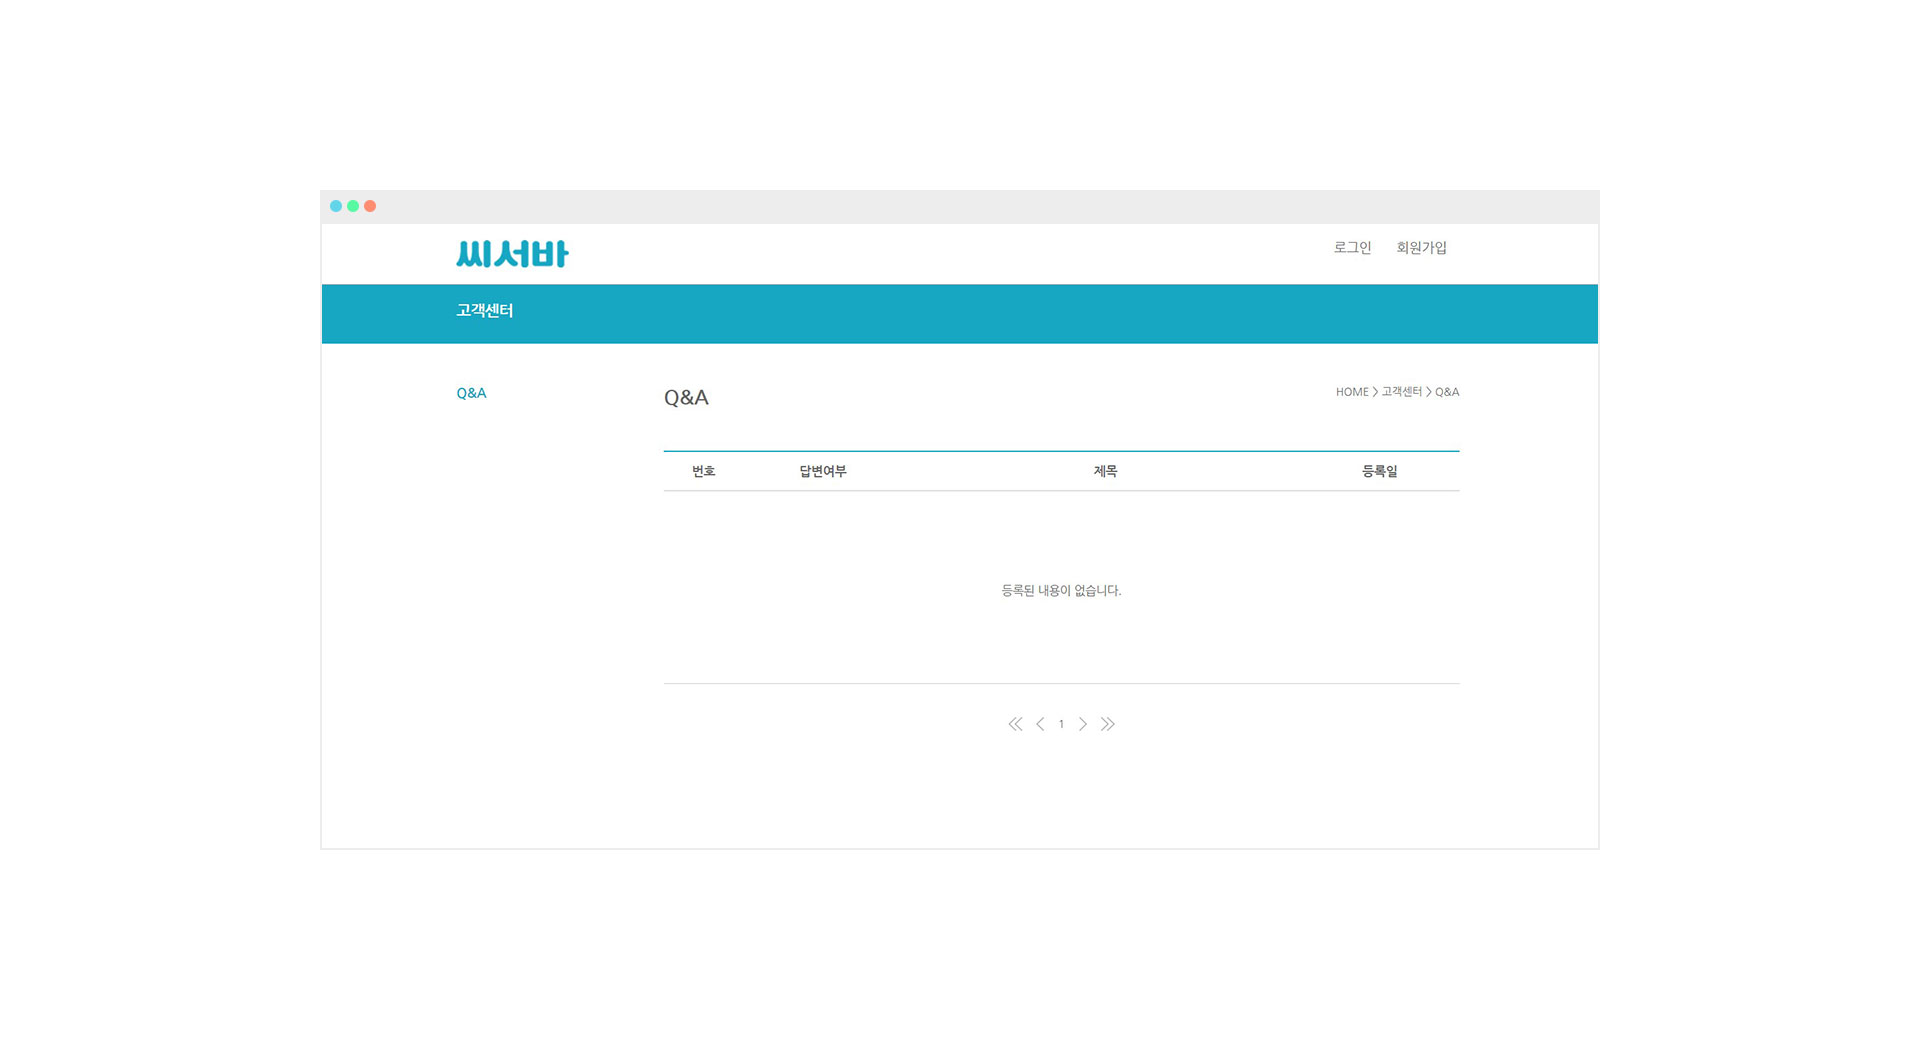 씨서바
로그인 회원가입
고객센터
Q&A
Q&A
HOME > 고객센터 > Q&A
번호 답변여부 제목 등록일
등록된 내용이 없습니다.
1